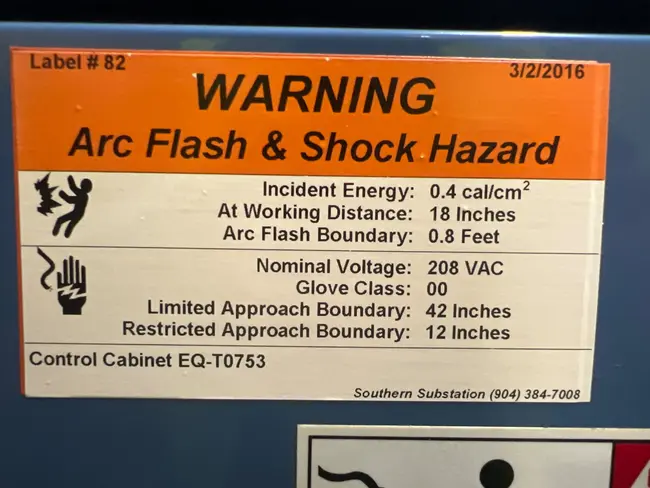 Label # 82
3/2/2016
WARNING
Arc Flash & Shock Hazard
Incident Energy: 0.4 cal/cm²
At Working Distance: 18 Inches
Arc Flash Boundary: 0.8 Feet
Nominal Voltage: 208 VAC
Glove Class: 00
Limited Approach Boundary: 42 Inches
Restricted Approach Boundary: 12 Inches
Control Cabinet EQ-T0753
Southern Substation (904) 384-7008